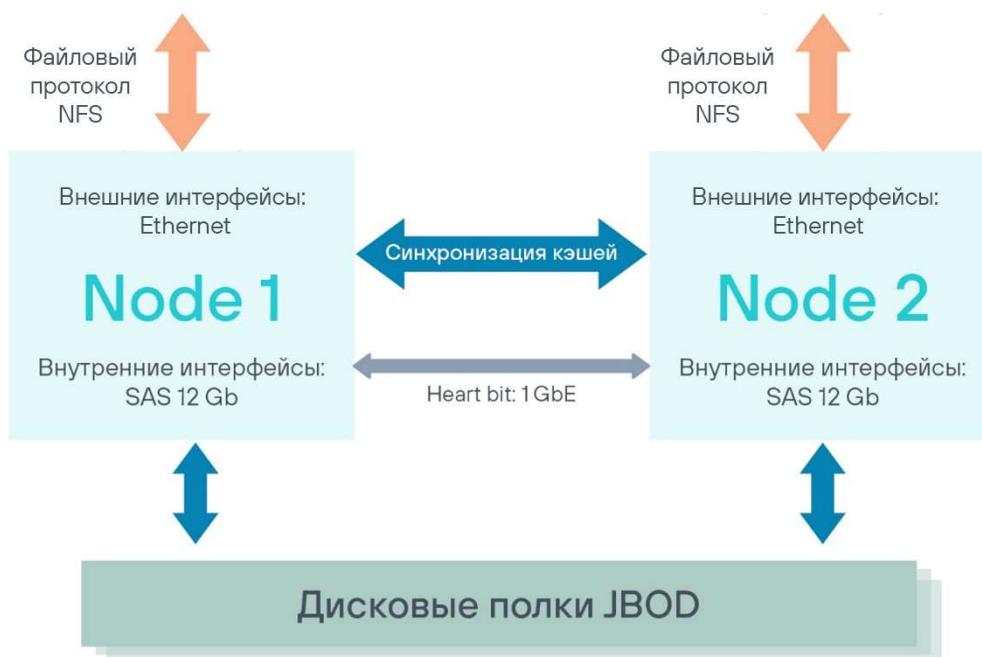 Файловый
протокол
NFS
Файловый
протокол
NFS
Внешние интерфейсы:
Ethernet
Node 1
Внутренние интерфейсы:
SAS 12 Gb
Синхронизация кэшей
Heart bit: 1 GbE
Внешние интерфейсы:
Ethernet
Node 2
Внутренние интерфейсы:
SAS 12 Gb
Дисковые полки JBOD